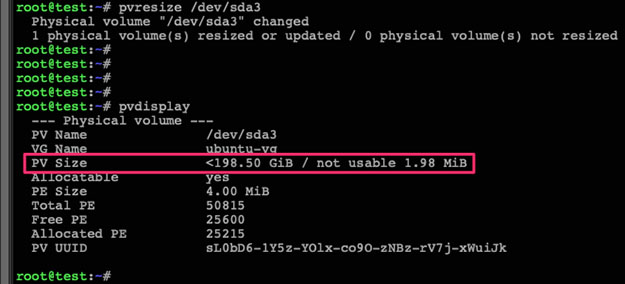 root@test:~# pvresize /dev/sda3
Physical volume "/dev/sda3" changed
1 physical volume(s) resized or updated / 0 physical volume(s) not resized
root@test:~#
root@test:~#
root@test:~#
root@test:~#
root@test:~# pvdisplay
--- Physical volume ---
PV Name /dev/sda3
VG Name ubuntu-vg
PV Size <198.50 GiB / not usable 1.98 MiB
Allocatable yes
PE Size 4.00 MiB
Total PE 50815
Free PE 25600
Allocated PE 25215
PV UUID sL0bD6-1Y5z-YOlx-co9O-zNBz-rV7j-xWuiJk
root@test:~#